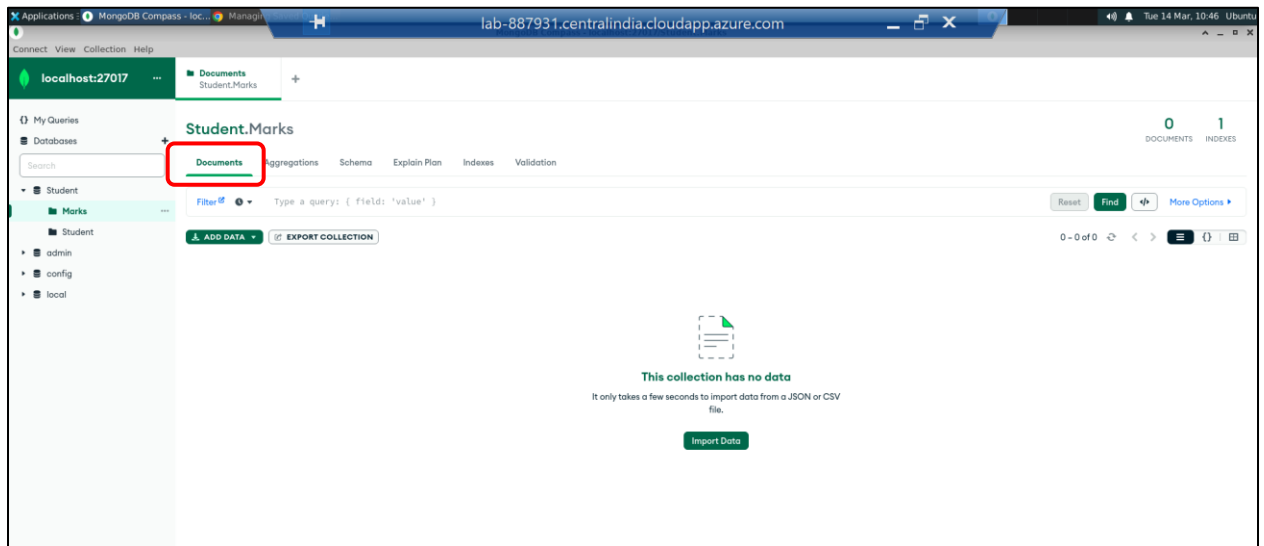 Applications MongoDB Compass - loc... Managin
lab-887931.centralindia.cloudapp.azure.com
Tue 14 Mar, 10:46 Ubuntu
Connect View Collection Help
localhost:27017 ...
Documents
Student.Marks
+
{} My Queries
Databases +
Search
Student
Marks ...
Student
admin
config
local
Student.Marks
0 DOCUMENTS 1 INDEXES
Documents Aggregations Schema Explain Plan Indexes Validation
Filter Type a query: { field: 'value' } Reset Find </> More Options
ADD DATA EXPORT COLLECTION 0 – 0 of 0 < > {}
This collection has no data
It only takes a few seconds to import data from a JSON or CSV
file.
Import Data